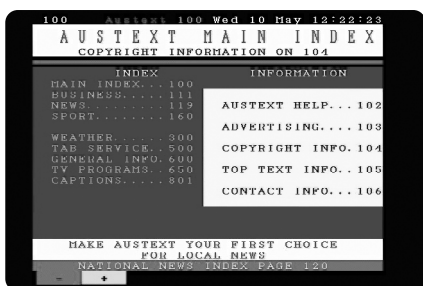 100 Austext 100 Wed 10 May 12:22:23
AUSTEXT MAIN INDEX
COPYRIGHT INFORMATION ON 104
INDEX
MAIN INDEX...100
BUSINESS.....111
NEWS.........119
SPORT........160
WEATHER......300
TAB SERVICE..500
GENERAL INFO.600
TV PROGRAMS..650
CAPTIONS.....801
INFORMATION
AUSTEXT HELP...102
ADVERTISING....103
COPYRIGHT INFO.104
TOP TEXT INFO..105
CONTACT INFO...106
MAKE AUSTEXT YOUR FIRST CHOICE
FOR LOCAL NEWS
NATIONAL NEWS INDEX PAGE 120
- +